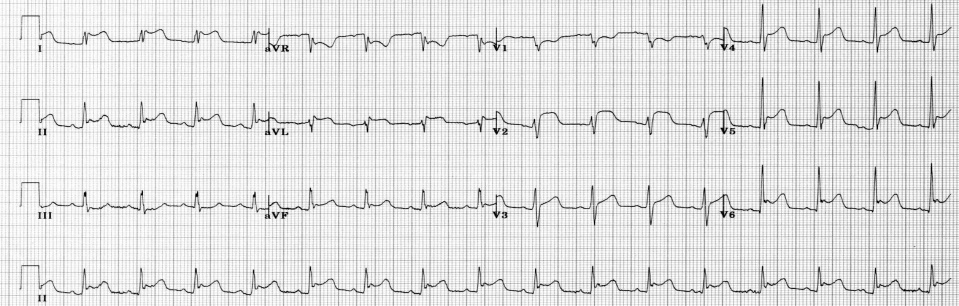 I aVR V1 V4
II aVL V2 V5
III aVF V3 V6
II